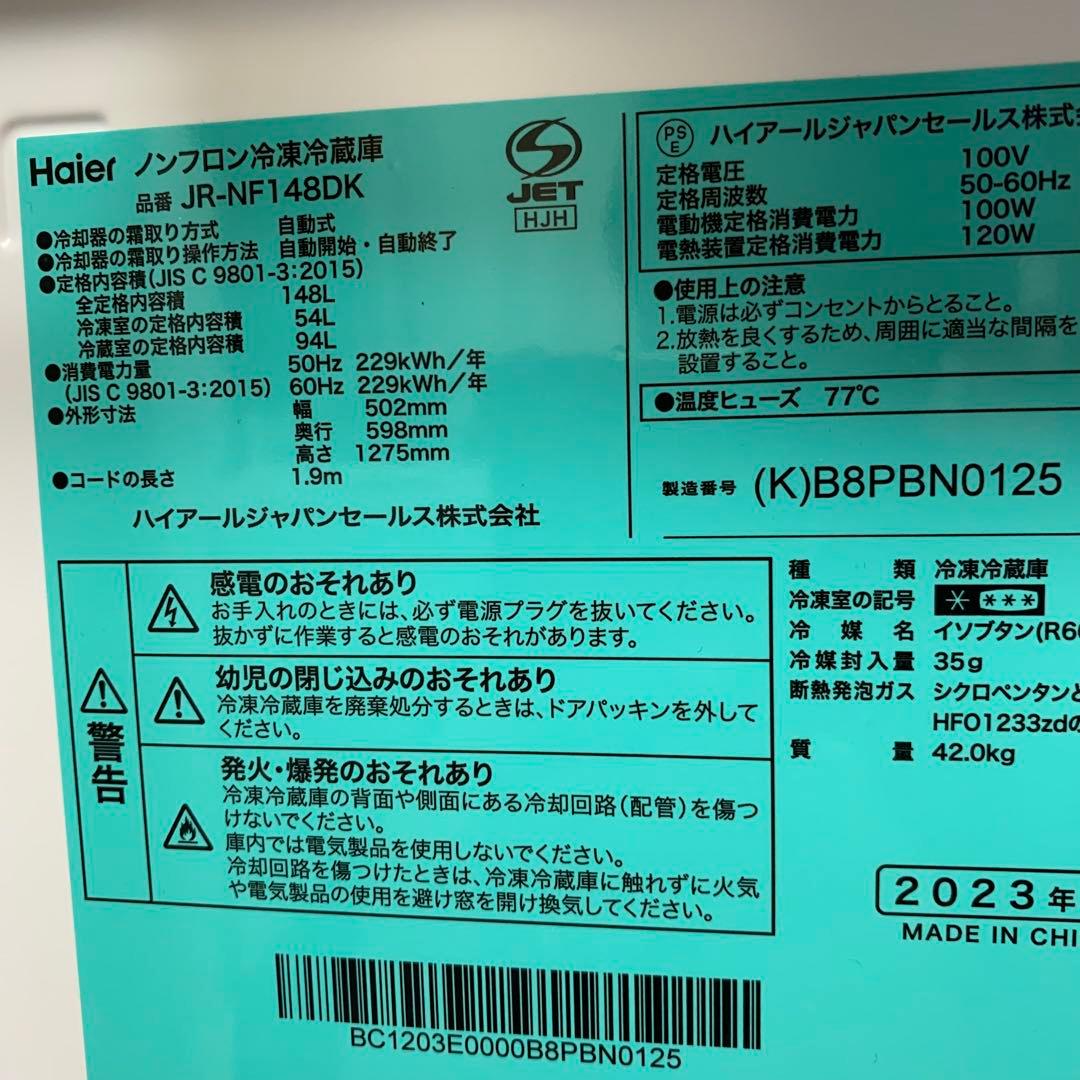 Haier ノンフロン冷凍冷蔵庫
品番 JR-NF148DK
●冷却器の霜取り方式 自動式
●冷却器の霜取り操作方法 自動開始・自動終了
●定格内容積(JIS C 9801-3:2015)
全定格内容積 148L
冷凍室の定格内容積 54L
冷蔵室の定格内容積 94L
●消費電力量 50Hz 229kWh/年
(JIS C 9801-3:2015) 60Hz 229kWh/年
●外形寸法 幅 502mm
奥行 598mm
高さ 1275mm
●コードの長さ 1.9m
ハイアールジャパンセールス株式会社
JET
HJH
PS
E
ハイアールジャパンセールス株式会
定格電圧 100V
定格周波数 50-60Hz
電動機定格消費電力 100W
電熱装置定格消費電力 120W
●使用上の注意
1.電源は必ずコンセントからとること。
2.放熱を良くするため、周囲に適当な間隔を
設置すること。
●温度ヒューズ 77℃
製造番号 (K)B8PBN0125
警告
感電のおそれあり
お手入れのときには、必ず電源プラグを抜いてください。
抜かずに作業すると感電のおそれがあります。
幼児の閉じ込みのおそれあり
冷凍冷蔵庫を廃棄処分するときは、ドアパッキンを外して
ください。
発火・爆発のおそれあり
冷凍冷蔵庫の背面や側面にある冷却回路(配管)を傷つ
けないでください。
庫内では電気製品を使用しないでください。
冷却回路を傷つけたときは、冷凍冷蔵庫に触れずに火気
や電気製品の使用を避け窓を開け換気してください。
種類 冷凍冷蔵庫
冷凍室の記号 * ***
冷媒名 イソブタン(R60
冷媒封入量 35g
断熱発泡ガス シクロペンタンと
HFO1233zdの
質量 42.0kg
2023年
MADE IN CHI
BC1203E0000B8PBN0125